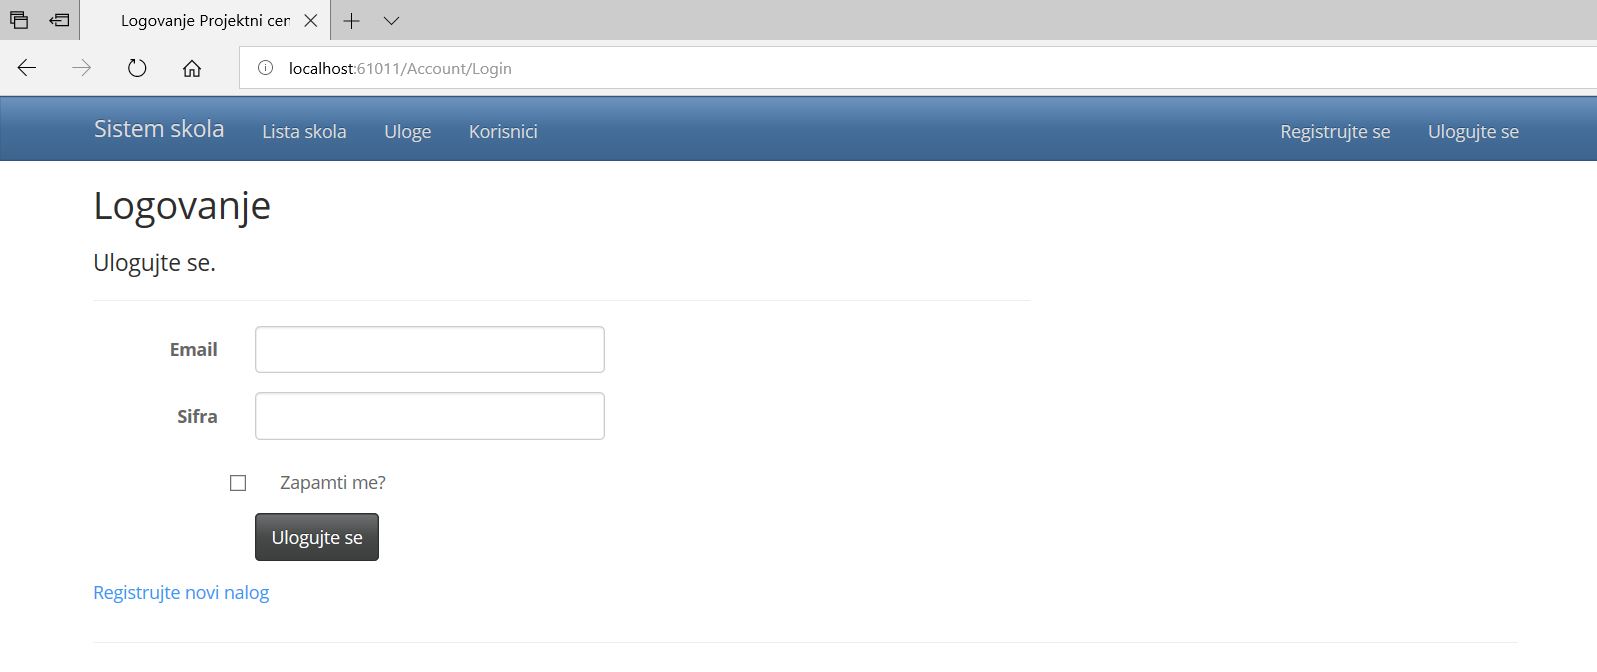 Logovanje Projektni cen
localhost:61011/Account/Login
Sistem skola Lista skola Uloge Korisnici Registrujte se Ulogujte se
Logovanje
Ulogujte se.
Email
Sifra
Zapamti me?
Ulogujte se
Registrujte novi nalog